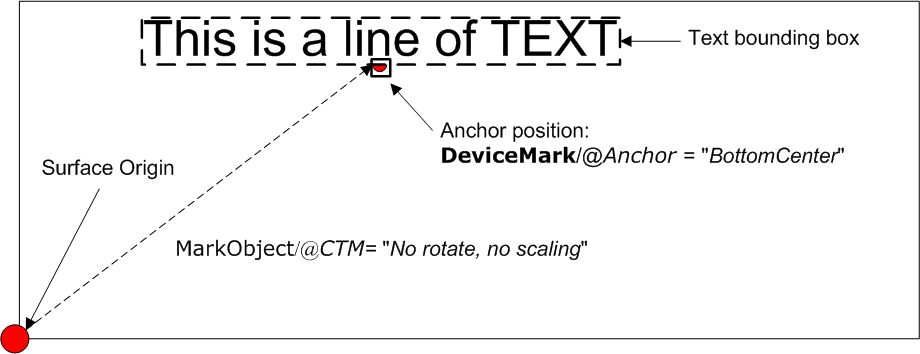 This is a line of TEXT
Text bounding box
Anchor position:
DeviceMark/@Anchor = "BottomCenter"
Surface Origin
MarkObject/@CTM= "No rotate, no scaling"